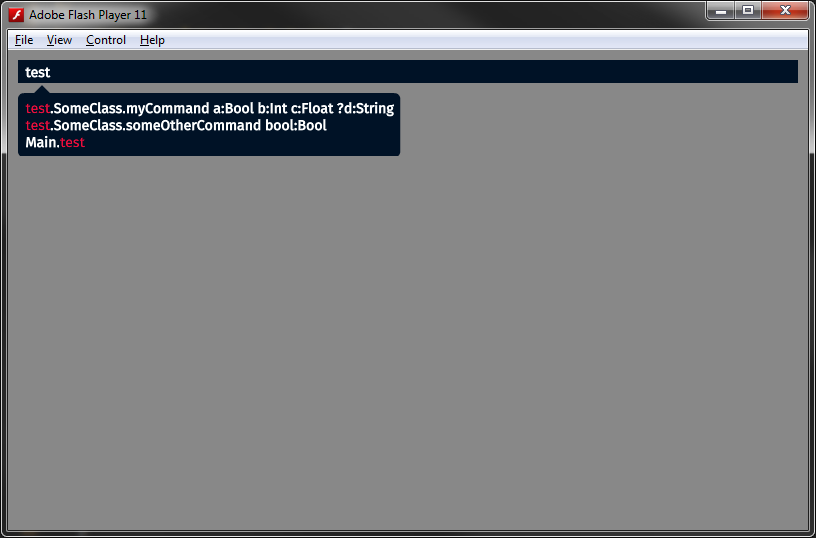 Adobe Flash Player 11
File View Control Help
test
test.SomeClass.myCommand a:Bool b:Int c:Float ?d:String
test.SomeClass.someOtherCommand bool:Bool
Main.test